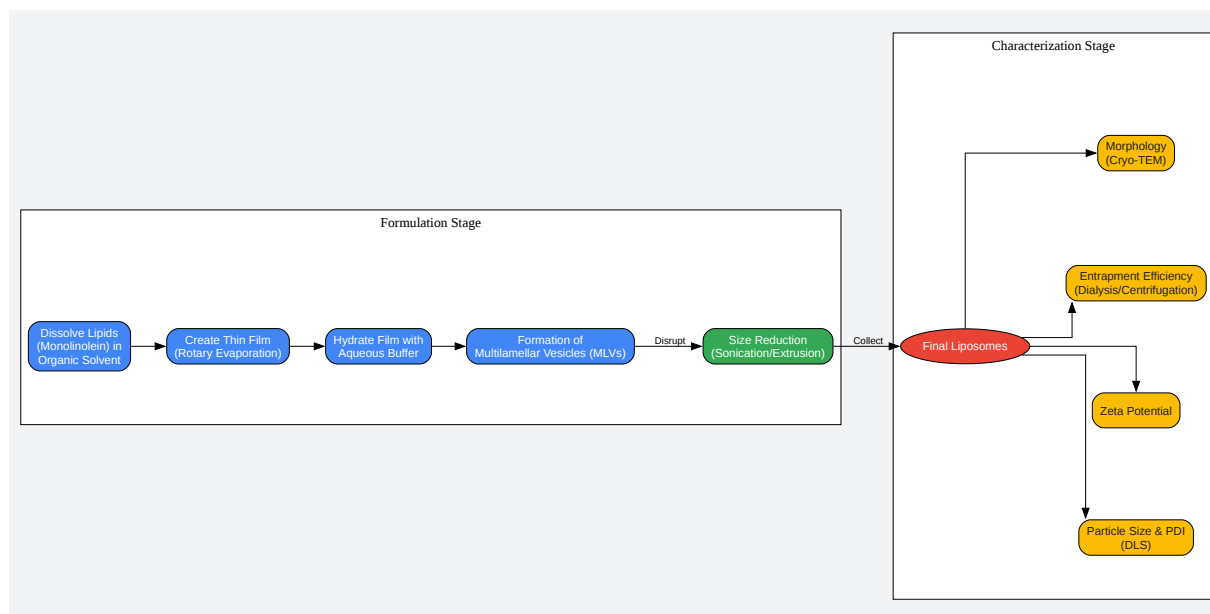 Characterization Stage
Morphology
(Cryo-TEM)
Formulation Stage
Entrapment Efficiency
(Dialysis/Centrifugation)
Dissolve Lipids
(Monolinolein) in
Organic Solvent
Create Thin Film
(Rotary Evaporation)
Hydrate Film with
Aqueous Buffer
Formation of
Multilamellar Vesicles (MLVs)
Disrupt
Size Reduction
(Sonication/Extrusion)
Collect
Final Liposomes
Zeta Potential
Particle Size & PDI
(DLS)